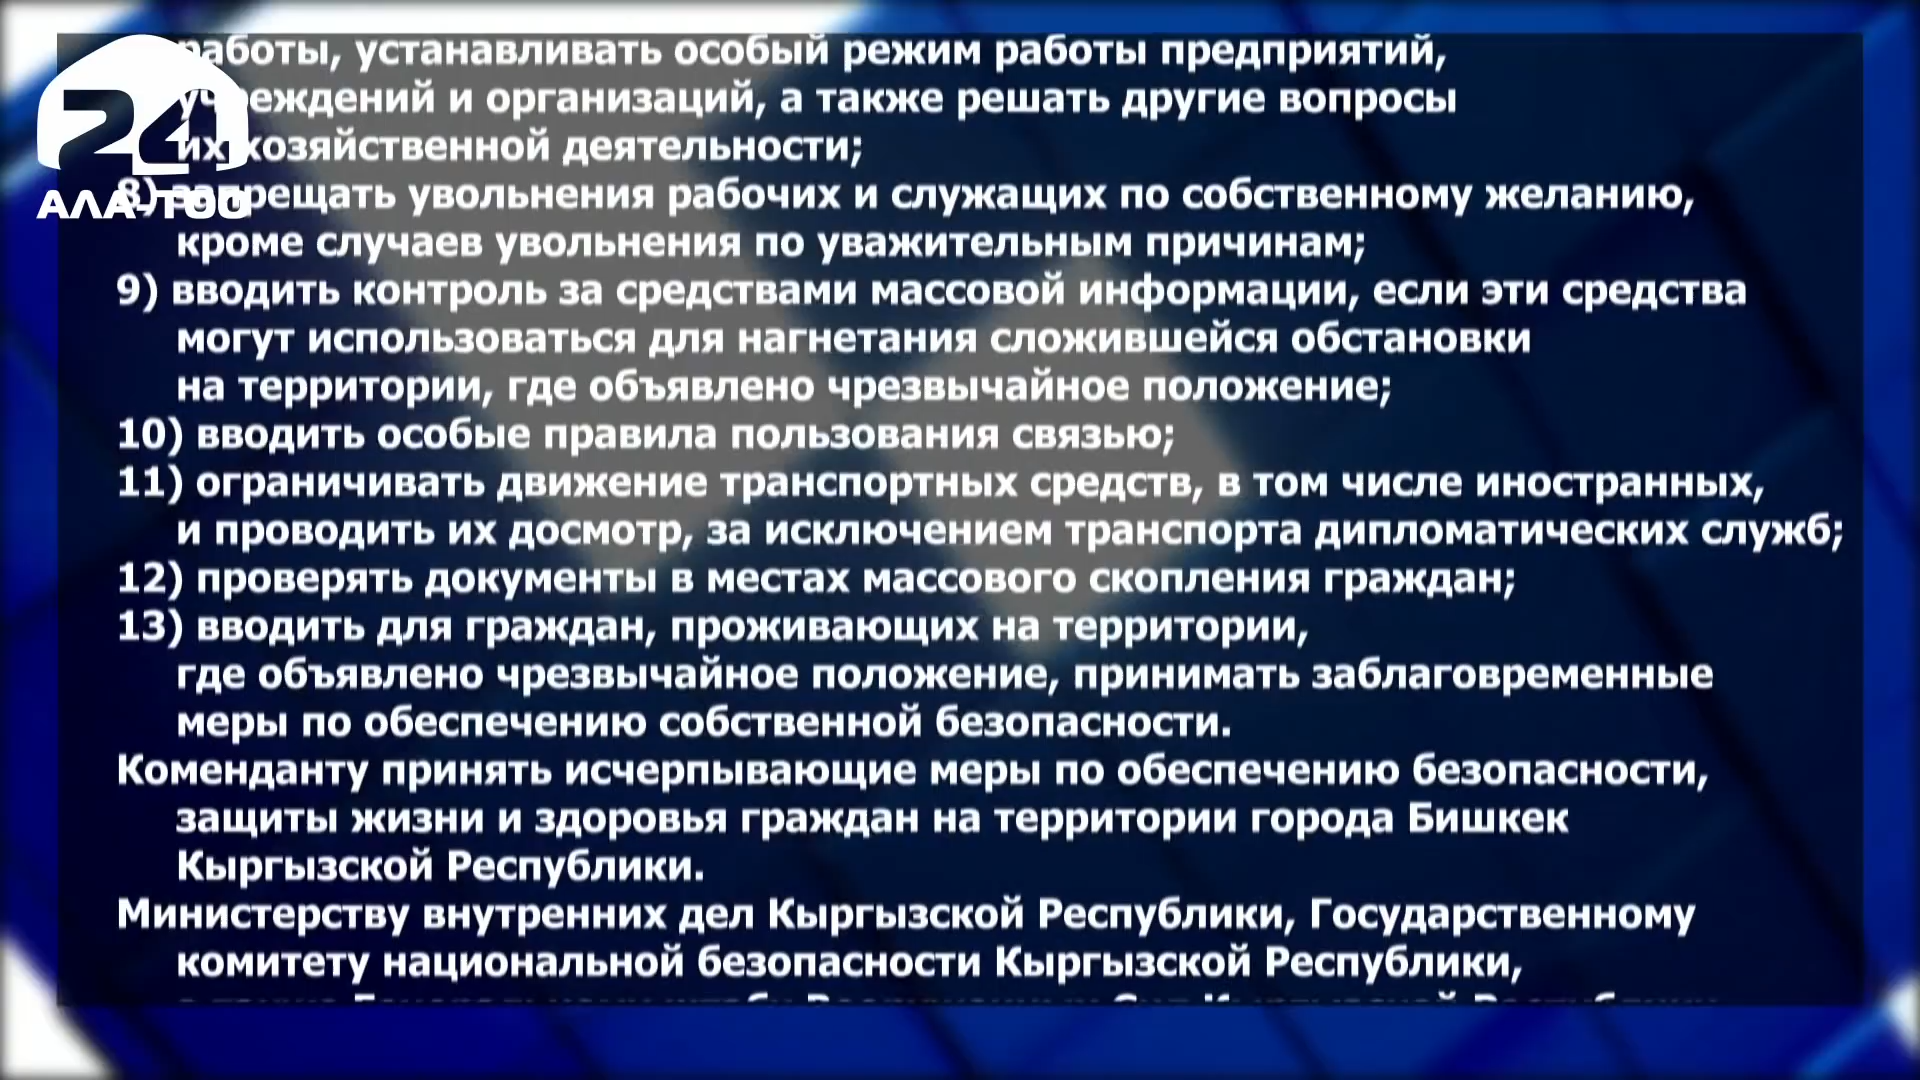 24
АЛА-ТОО
работы, устанавливать особый режим работы предприятий,
учреждений и организаций, а также решать другие вопросы
их хозяйственной деятельности;
8) запрещать увольнения рабочих и служащих по собственному желанию,
кроме случаев увольнения по уважительным причинам;
9) вводить контроль за средствами массовой информации, если эти средства
могут использоваться для нагнетания сложившейся обстановки
на территории, где объявлено чрезвычайное положение;
10) вводить особые правила пользования связью;
11) ограничивать движение транспортных средств, в том числе иностранных,
и проводить их досмотр, за исключением транспорта дипломатических служб;
12) проверять документы в местах массового скопления граждан;
13) вводить для граждан, проживающих на территории,
где объявлено чрезвычайное положение, принимать заблаговременные
меры по обеспечению собственной безопасности.
Коменданту принять исчерпывающие меры по обеспечению безопасности,
защиты жизни и здоровья граждан на территории города Бишкек
Кыргызской Республики.
Министерству внутренних дел Кыргызской Республики, Государственному
комитету национальной безопасности Кыргызской Республики,